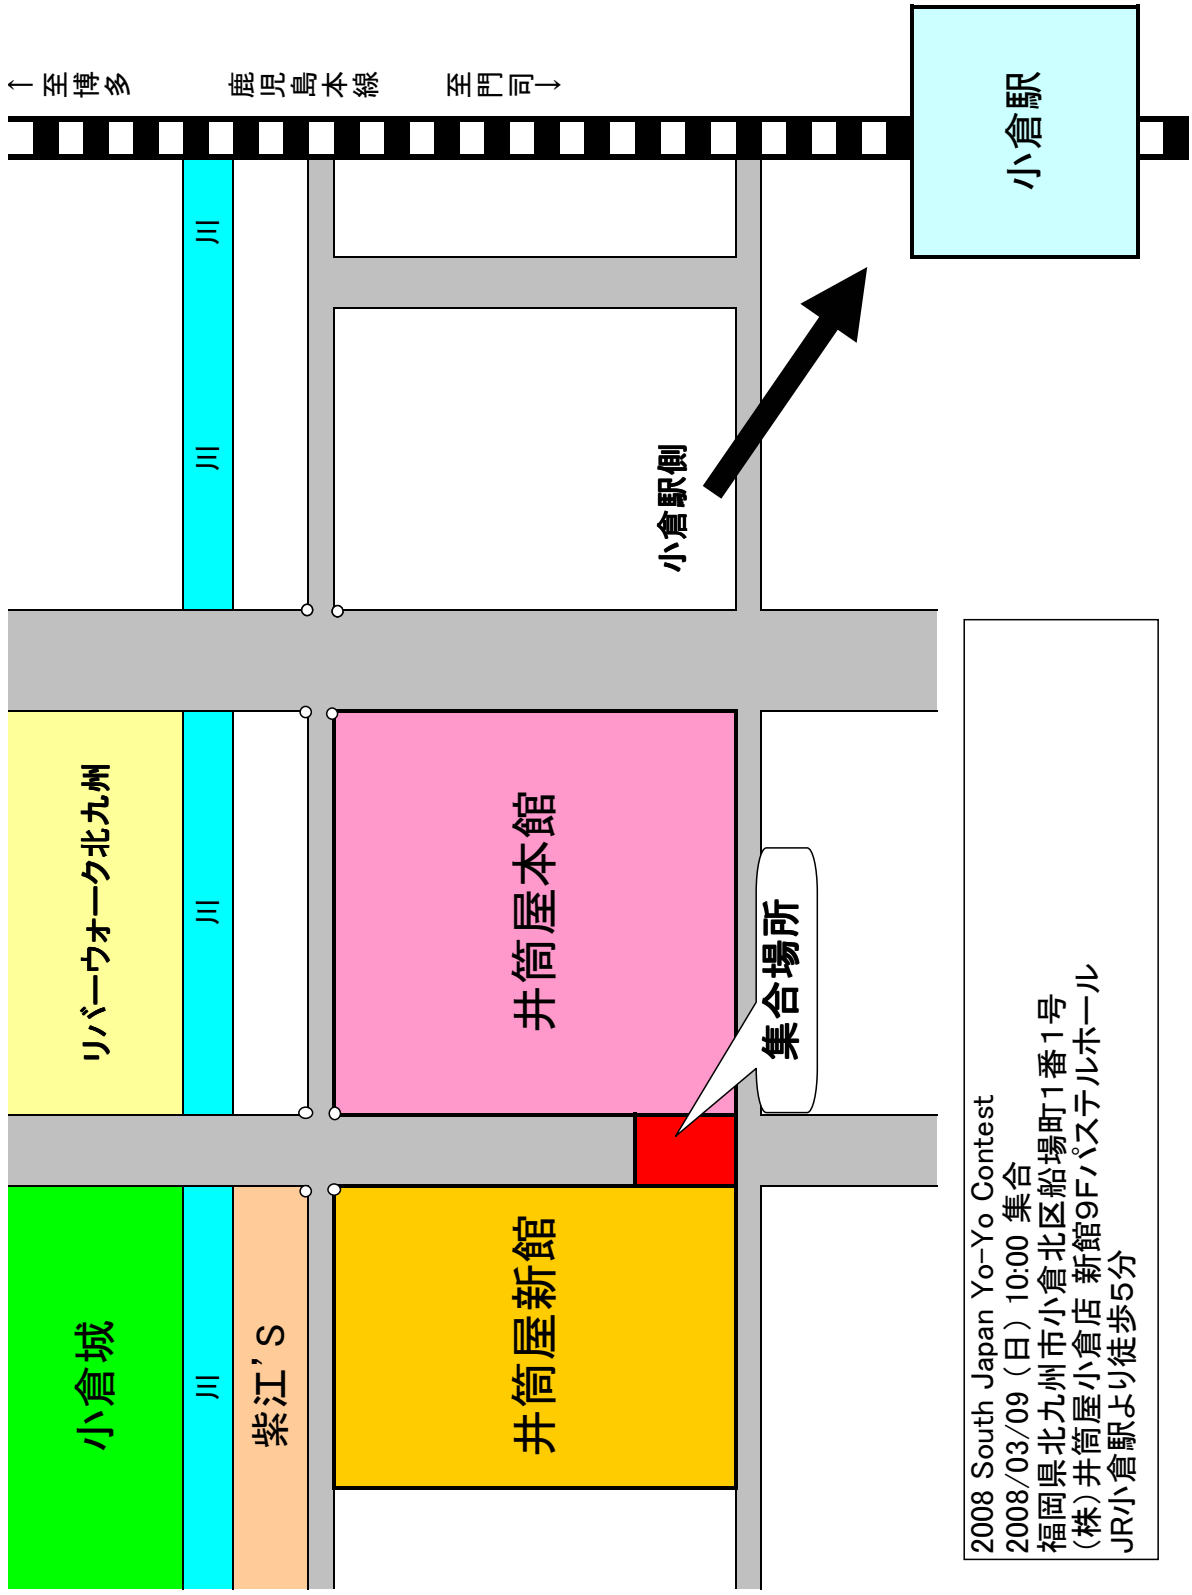 ← 至博多
鹿児島本線
至門司→
小倉駅
川
川
小倉駅側
リバーウォーク北九州
川
井筒屋本館
集合場所
小倉城
川
紫江’S
井筒屋新館
2008 South Japan Yo-Yo Contest
2008/03/09（日）10:00 集合
福岡県北九州市小倉北区船場町1番1号
(株)井筒屋小倉店 新館9Fパステルホール
JR小倉駅より徒歩5分